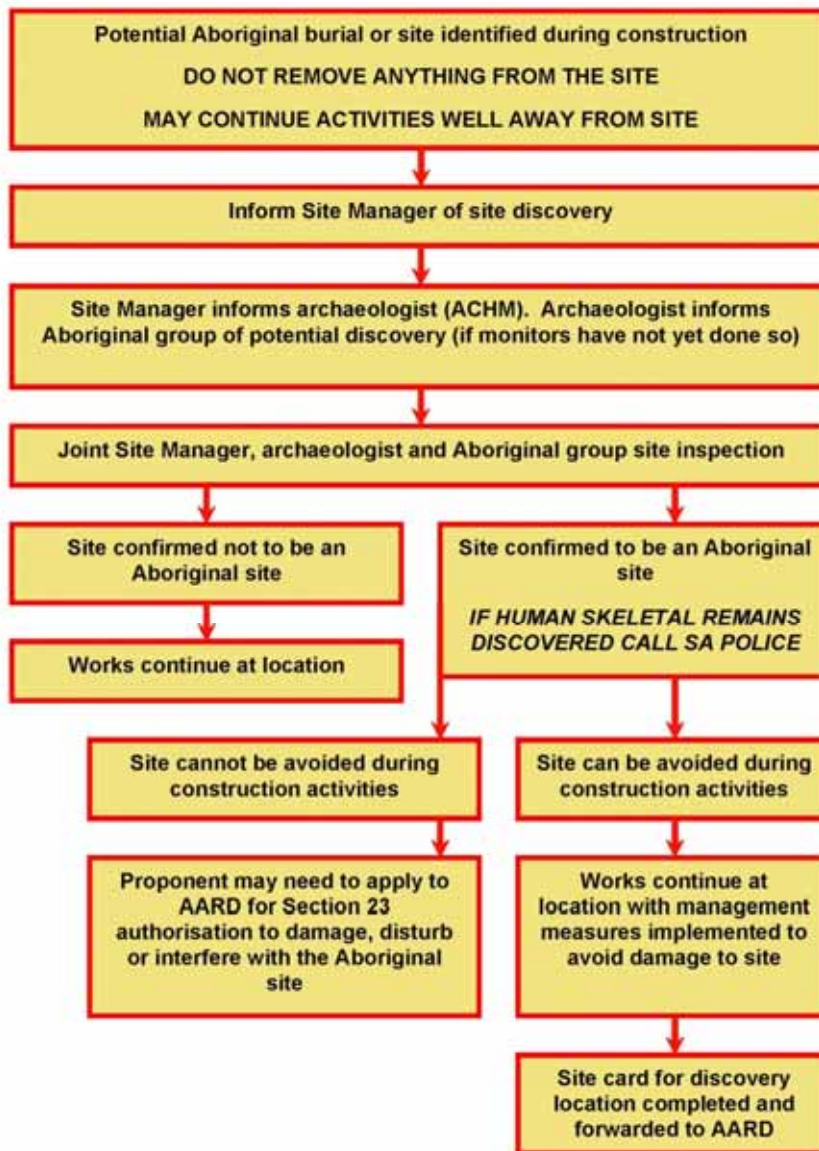 Potential Aboriginal burial or site identified during construction
DO NOT REMOVE ANYTHING FROM THE SITE
MAY CONTINUE ACTIVITIES WELL AWAY FROM SITE
Inform Site Manager of site discovery
Site Manager informs archaeologist (ACHM). Archaeologist informs
Aboriginal group of potential discovery (if monitors have not yet done so)
Joint Site Manager, archaeologist and Aboriginal group site inspection
Site confirmed not to be an
Aboriginal site
Works continue at location
Site confirmed to be an Aboriginal
site
IF HUMAN SKELETAL REMAINS
DISCOVERED CALL SA POLICE
Site cannot be avoided during
construction activities
Proponent may need to apply to
AARD for Section 23
authorisation to damage, disturb
or interfere with the Aboriginal
site
Site can be avoided during
construction activities
Works continue at
location with management
measures implemented to
avoid damage to site
Site card for discovery
location completed and
forwarded to AARD